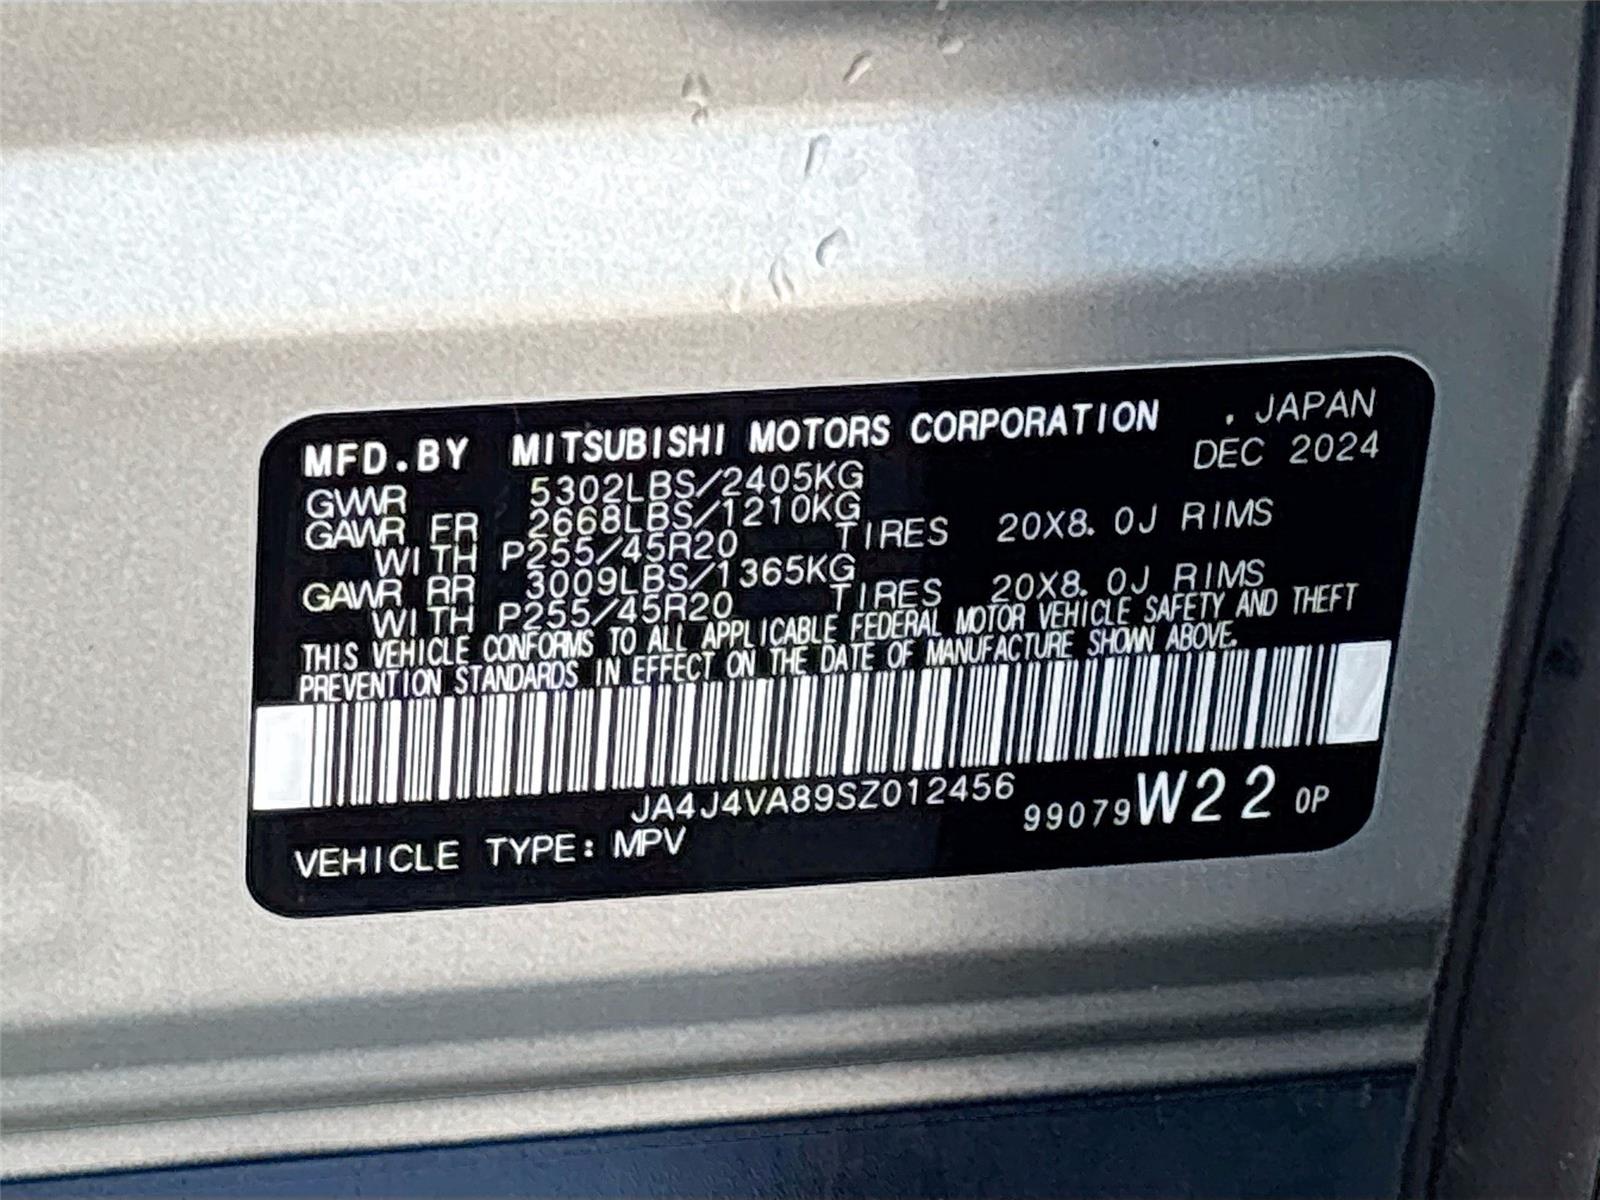 MFD.BY MITSUBISHI MOTORS CORPORATION . JAPAN
GVWR 5302LBS/2405KG DEC 2024
GAWR FR 2668LBS/1210KG
WITH P255/45R20 TIRES 20X8.0J RIMS
GAWR RR 3009LBS/1365KG
WITH P255/45R20 TIRES 20X8.0J RIMS
THIS VEHICLE CONFORMS TO ALL APPLICABLE FEDERAL MOTOR VEHICLE SAFETY AND THEFT
PREVENTION STANDARDS IN EFFECT ON THE DATE OF MANUFACTURE SHOWN ABOVE.
JA4J4VA89SZ012456
99079 W22 0P
VEHICLE TYPE: MPV